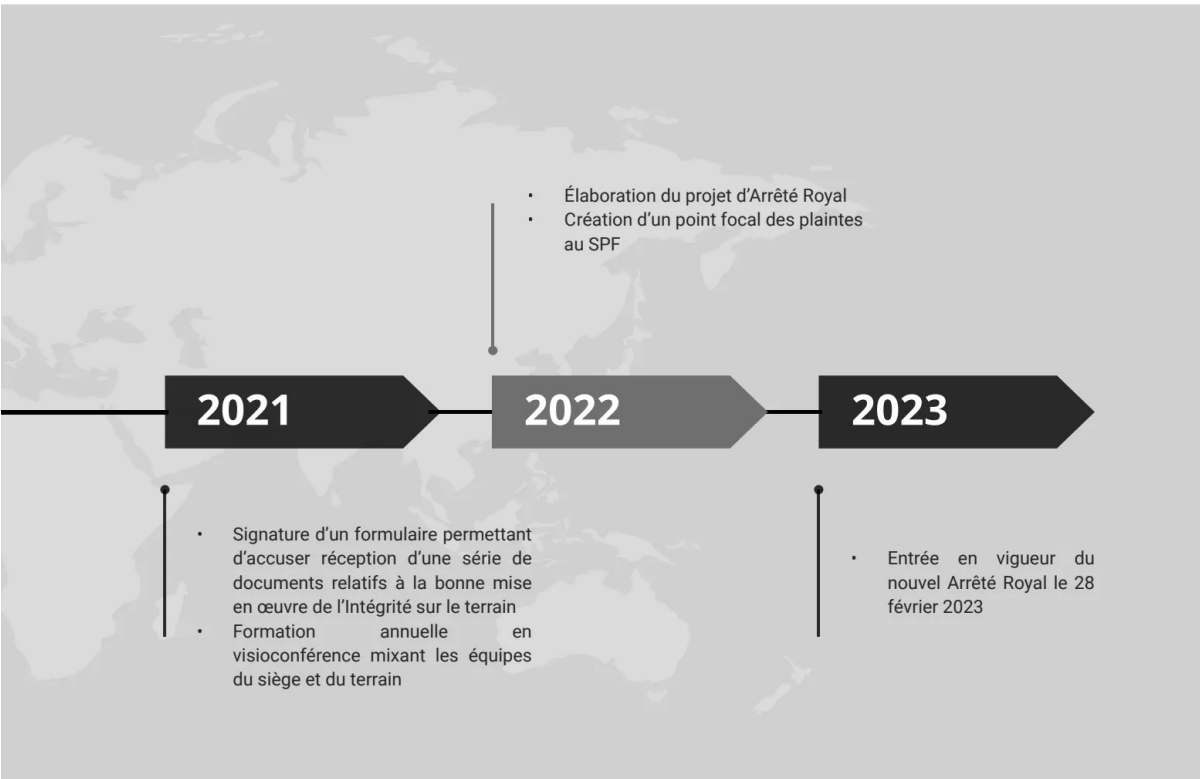 • Élaboration du projet d’Arrêté Royal
• Création d’un point focal des plaintes
au SPF
2021
2022
2023
• Signature d’un formulaire permettant
d’accuser réception d’une série de
documents relatifs à la bonne mise
en œuvre de l’Intégrité sur le terrain
• Formation annuelle en
visioconférence mixant les équipes
du siège et du terrain
• Entrée en vigueur du
nouvel Arrêté Royal le 28
février 2023